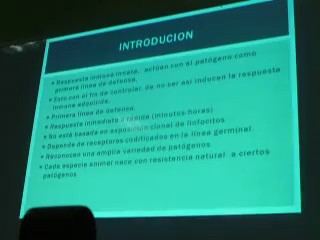 INTRODUCION
Respuesta inmune innata, actúan con el patógeno como
primera línea de defensa.
Esto con el fin de controlar, de no ser así inducen la respuesta
inmune adquirida.
Primera línea de defensa.
Respuesta inmediata o rápida (minutos-horas)
No está basada en exposición clonal de linfocitos
Depende de receptores codificados en la línea germinal.
Reconocen una amplia variedad de patógenos
Cada especie animal nace con resistencia natural a ciertos
patógenos